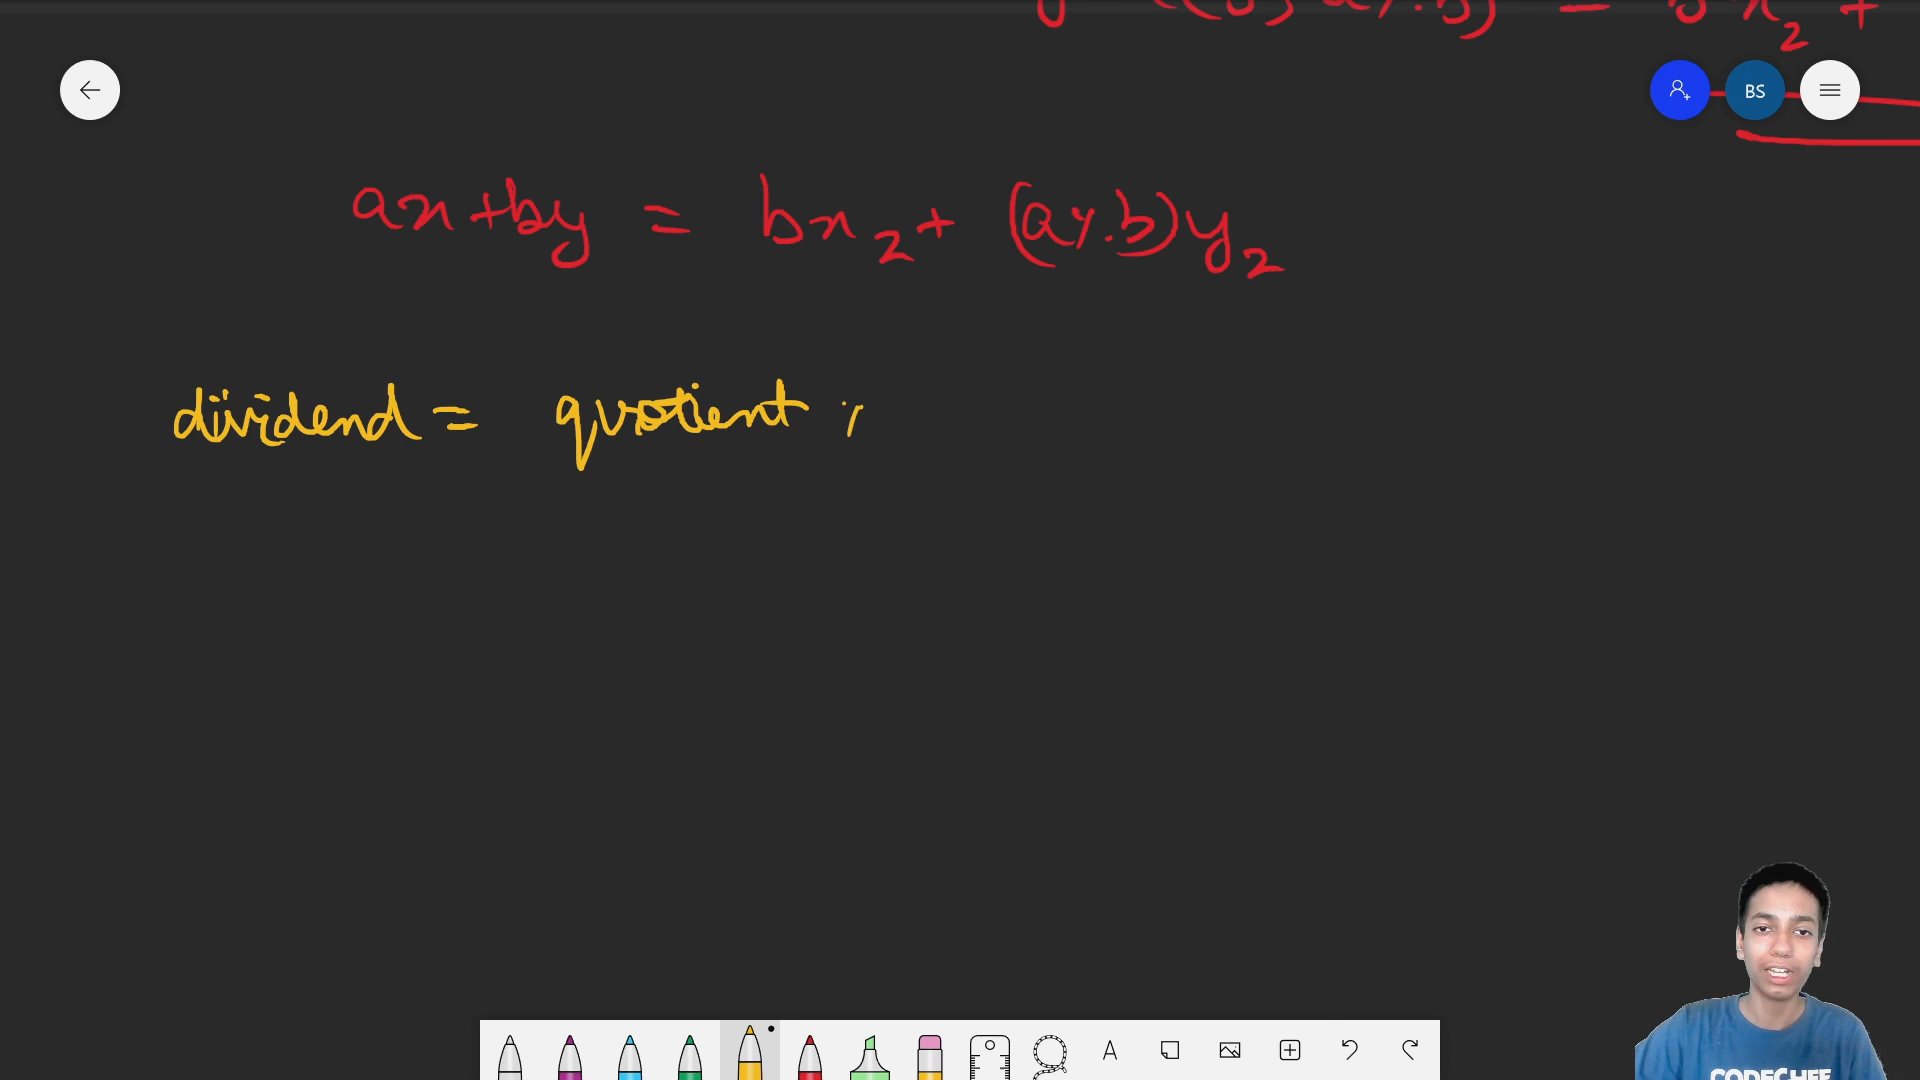 BS
ax+by = bx₂ + (a%b)y₂
dividend = quotient
A
CODECHEF